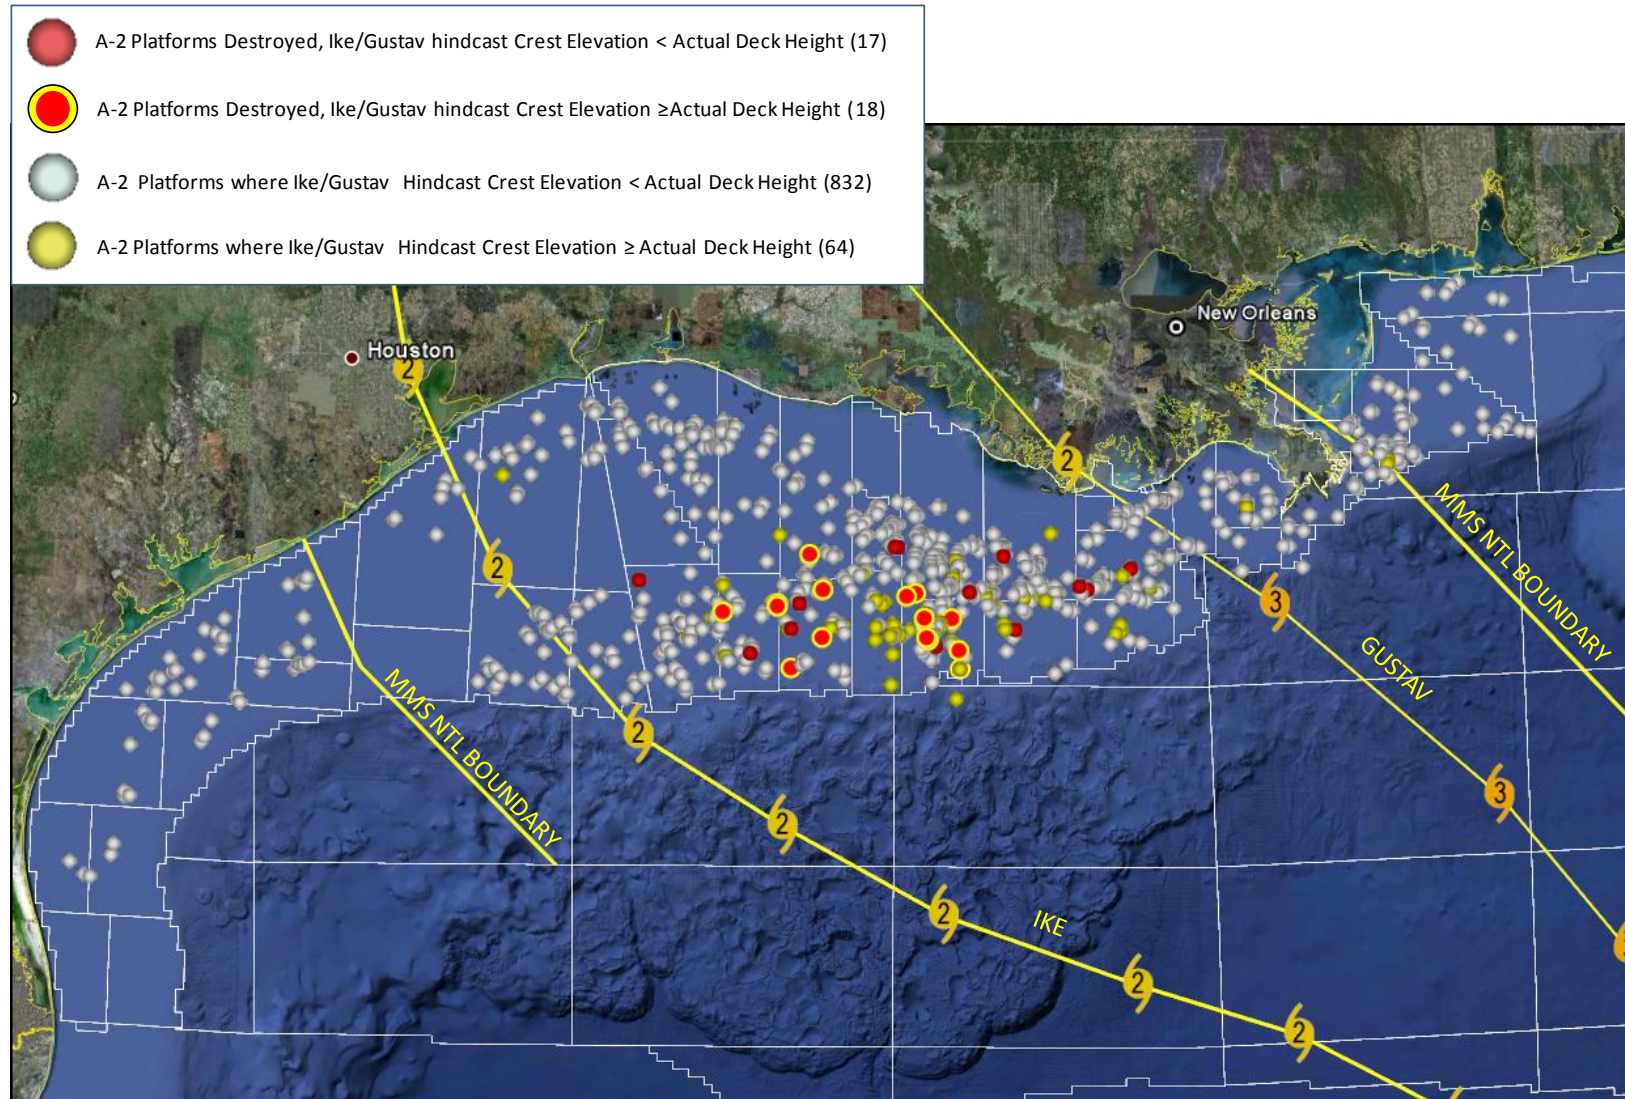 A-2 Platforms Destroyed, Ike/Gustav hindcast Crest Elevation < Actual Deck Height (17)
A-2 Platforms Destroyed, Ike/Gustav hindcast Crest Elevation ≥Actual Deck Height (18)
A-2 Platforms where Ike/Gustav Hindcast Crest Elevation < Actual Deck Height (832)
A-2 Platforms where Ike/Gustav Hindcast Crest Elevation ≥ Actual Deck Height (64)
New Orleans
Houston
2
2
MMS NTL BOUNDARY
2
3
GUSTAV
MMS NTL BOUNDARY
2
3
2
2
IKE
2
2